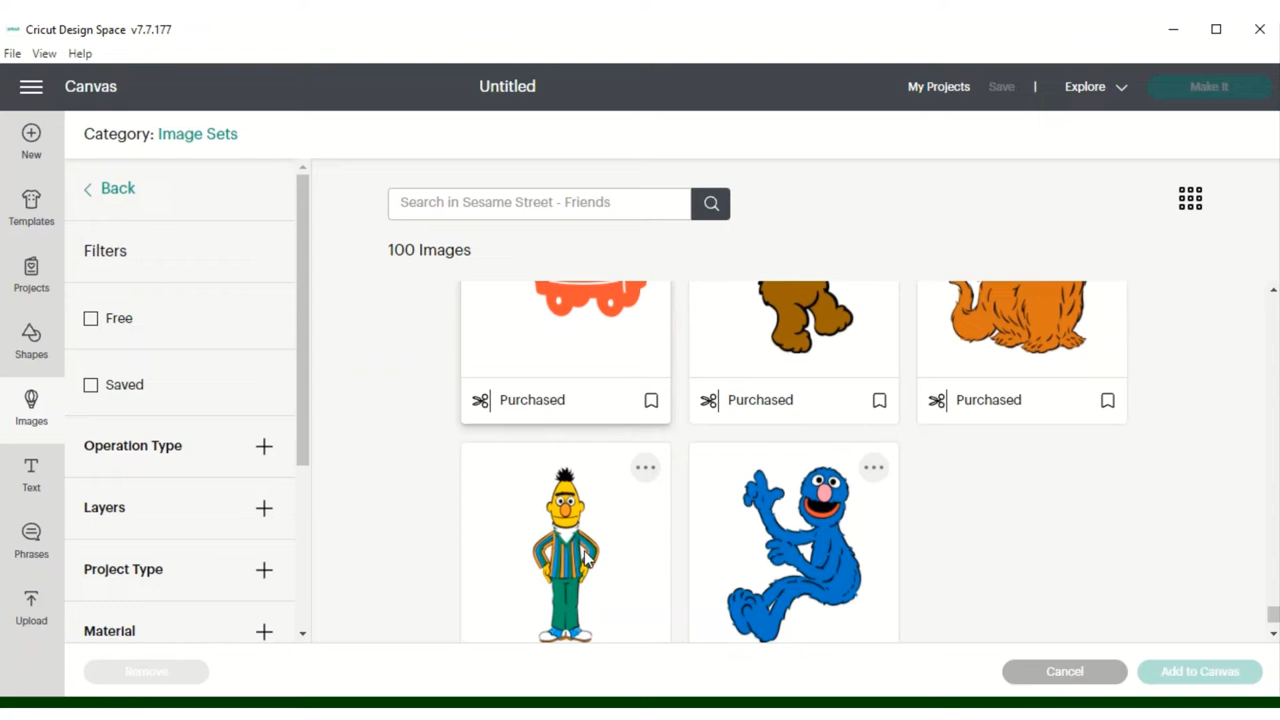 Cricut Design Space v7.7.177
File View Help
Canvas
Untitled
My Projects Save | Explore Make It
New
Templates
Projects
Shapes
Images
Text
Phrases
Upload
Category: Image Sets
Back
Filters
Free
Saved
Operation Type
Layers
Project Type
Material
Search in Sesame Street - Friends
100 Images
Purchased
Purchased
Purchased
Remove
Cancel
Add to Canvas